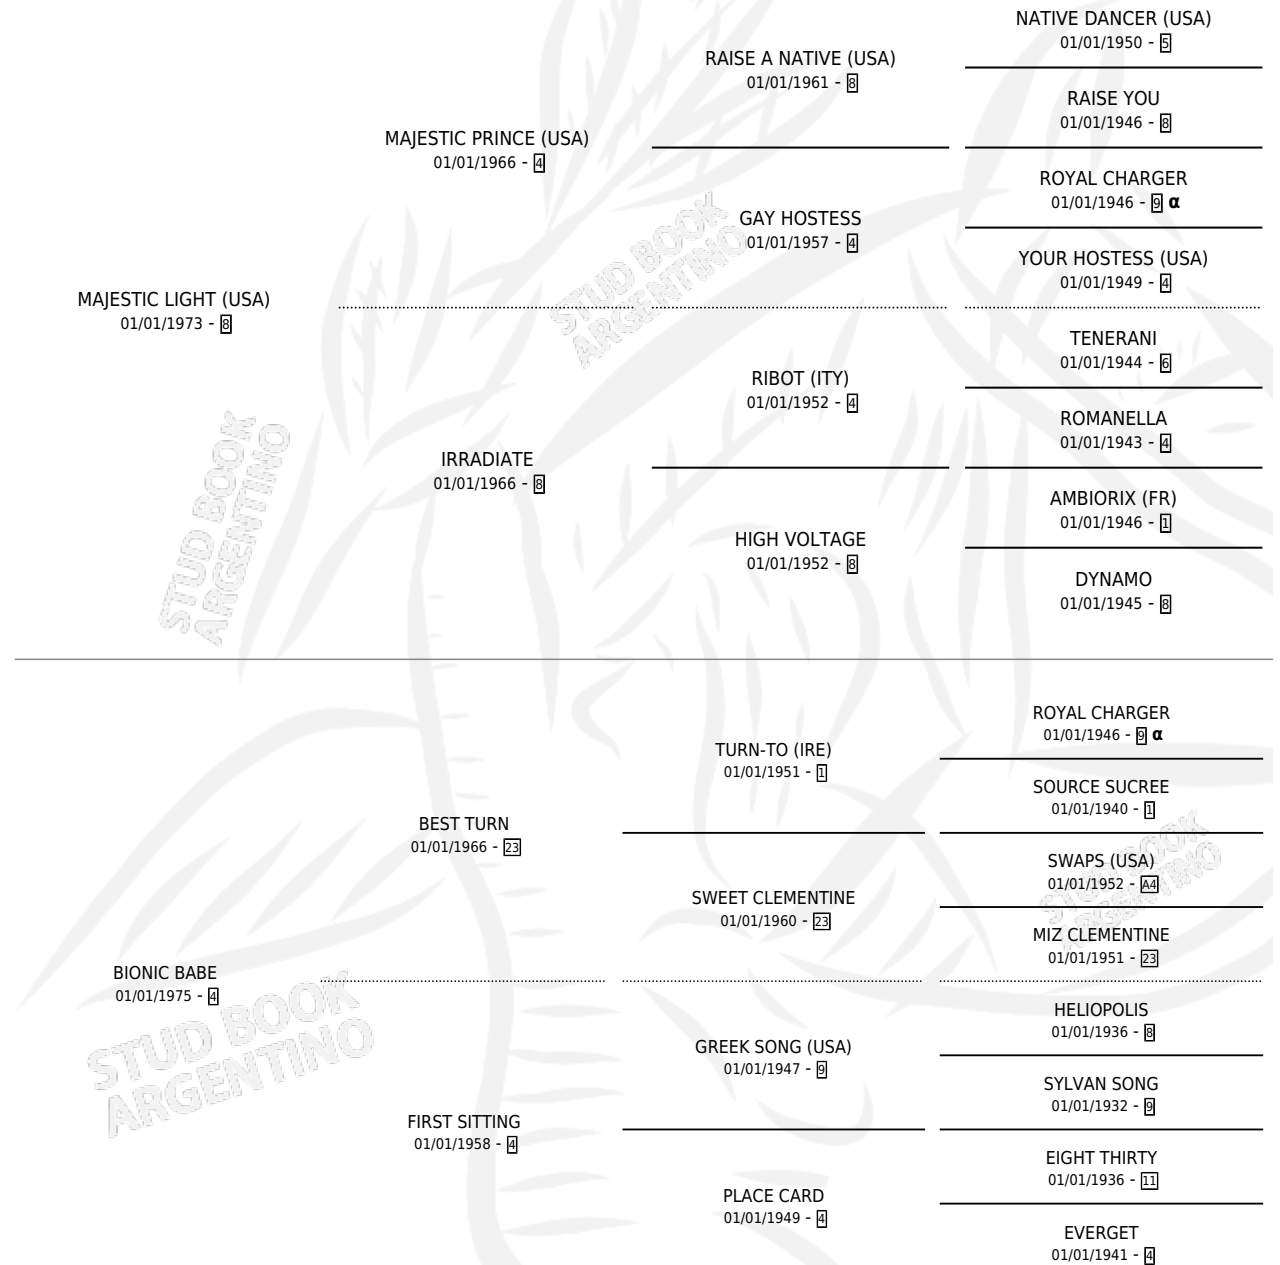 NATIVE DANCER (USA)
01/01/1950 - 5
RAISE A NATIVE (USA)
01/01/1961 - 8
RAISE YOU
01/01/1946 - 8
MAJESTIC PRINCE (USA)
01/01/1966 - 4
ROYAL CHARGER
01/01/1946 - 9 α
GAY HOSTESS
01/01/1957 - 4
YOUR HOSTESS (USA)
01/01/1949 - 4
MAJESTIC LIGHT (USA)
01/01/1973 - 8
STUD BOOK
ARGENTINO
TENERANI
01/01/1944 - 6
RIBOT (ITY)
01/01/1952 - 4
ROMANELLA
01/01/1943 - 4
IRRADIATE
01/01/1966 - 8
AMBIORIX (FR)
01/01/1946 - 1
HIGH VOLTAGE
01/01/1952 - 8
DYNAMO
01/01/1945 - 8
STUD BOOK
ARGENTINO
ROYAL CHARGER
01/01/1946 - 9 α
TURN-TO (IRE)
01/01/1951 - 1
SOURCE SUCREE
01/01/1940 - 1
BEST TURN
01/01/1966 - 23
SWAPS (USA)
01/01/1952 - A4
SWEET CLEMENTINE
01/01/1960 - 23
MIZ CLEMENTINE
01/01/1951 - 23
STUD BOOK
ARGENTINO
BIONIC BABE
01/01/1975 - 4
HELIOPOLIS
01/01/1936 - 8
GREEK SONG (USA)
01/01/1947 - 9
SYLVAN SONG
01/01/1932 - 9
STUD BOOK
ARGENTINO
FIRST SITTING
01/01/1958 - 4
EIGHT THIRTY
01/01/1936 - 11
PLACE CARD
01/01/1949 - 4
EVERGET
01/01/1941 - 4